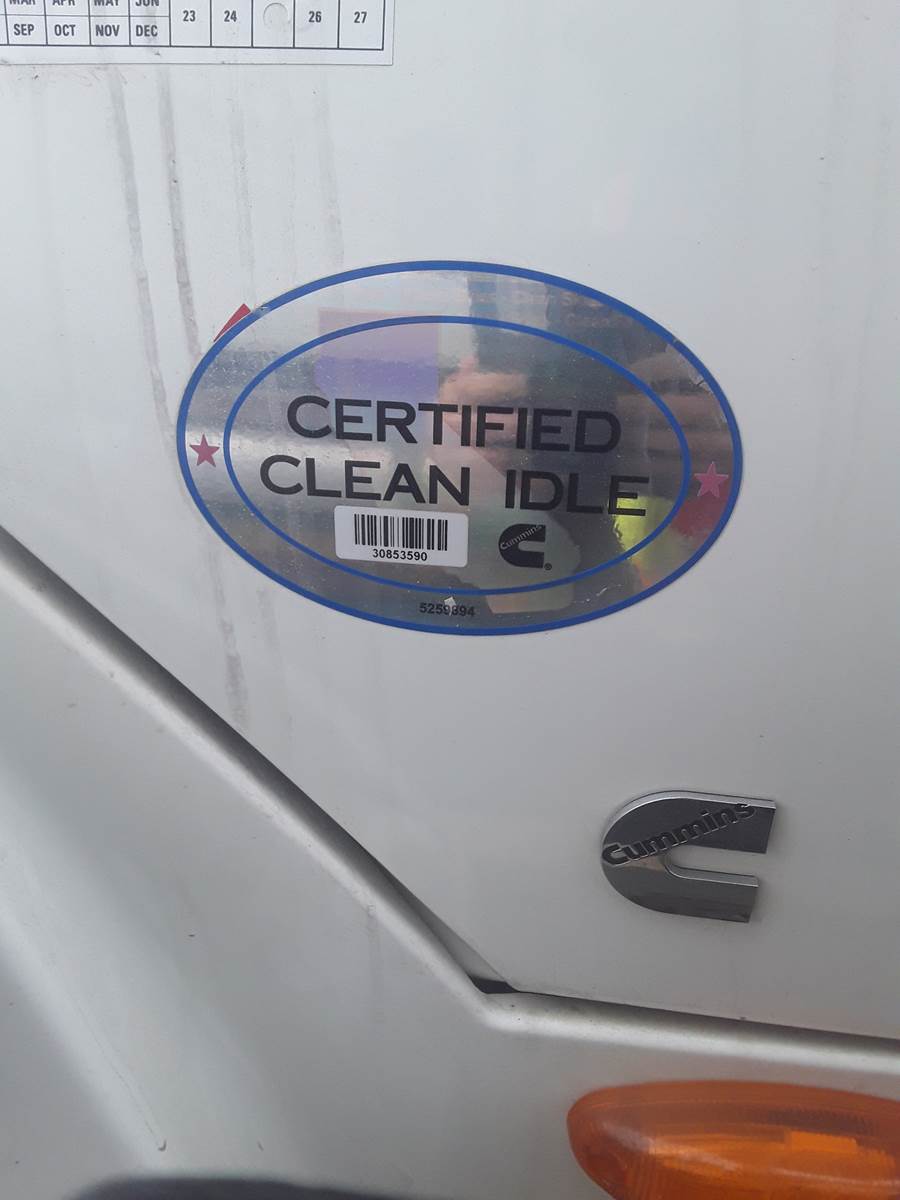 MAR APR MAY JUN
SEP OCT NOV DEC 23 24 26 27
CERTIFIED
CLEAN IDLE
30853590
Cummins
5259894
Cummins